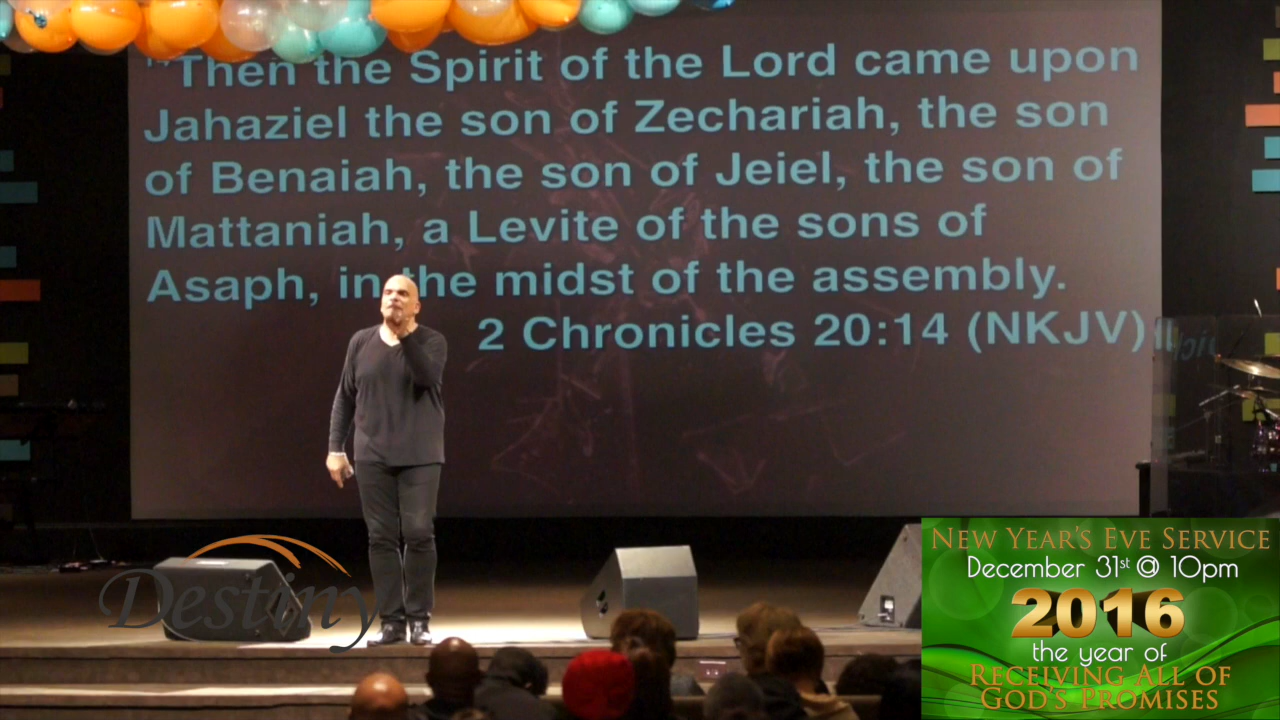 "Then the Spirit of the Lord came upon
Jahaziel the son of Zechariah, the son
of Benaiah, the son of Jeiel, the son of
Mattaniah, a Levite of the sons of
Asaph, in the midst of the assembly.
2 Chronicles 20:14 (NKJV)
Destiny
New Year's Eve Service
December 31st @ 10pm
2016
the year of
Receiving All of
God's Promises